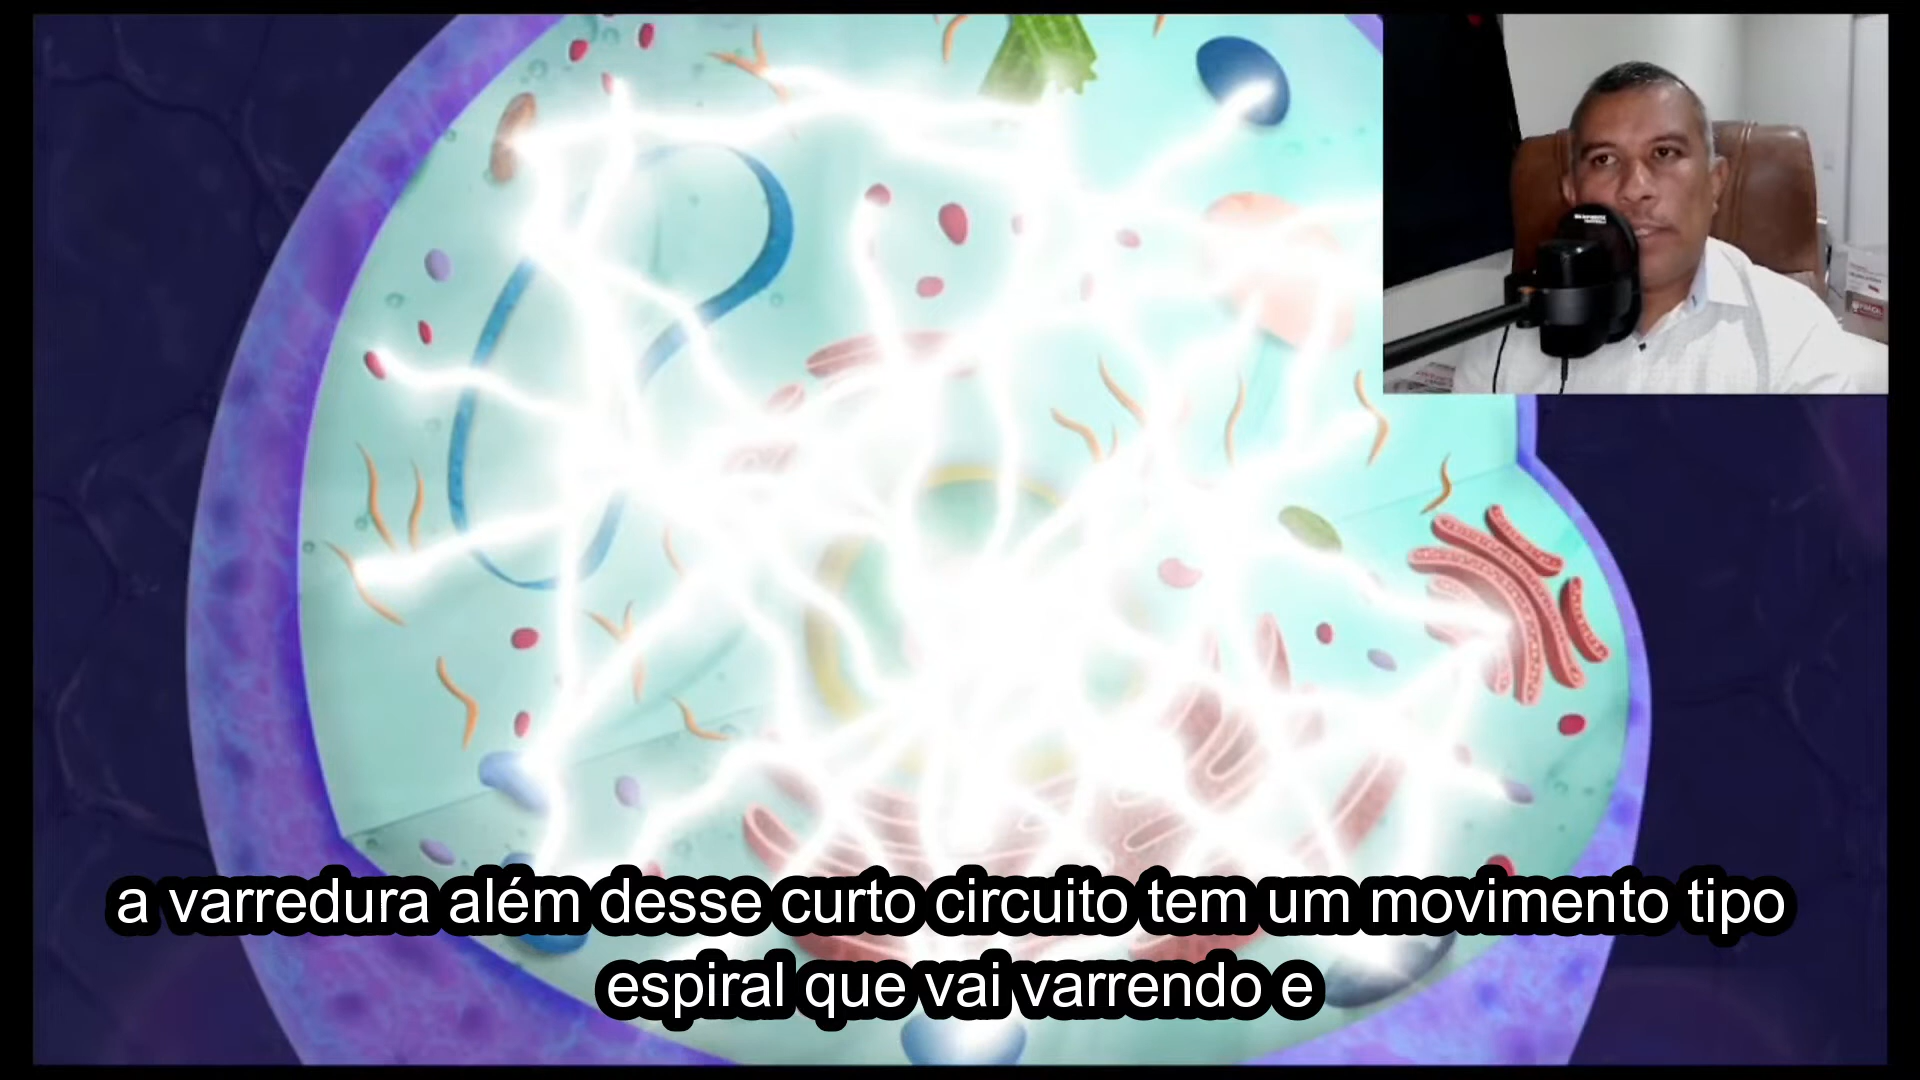 a varredura além desse curto circuito tem um movimento tipo
espiral que vai varrendo e